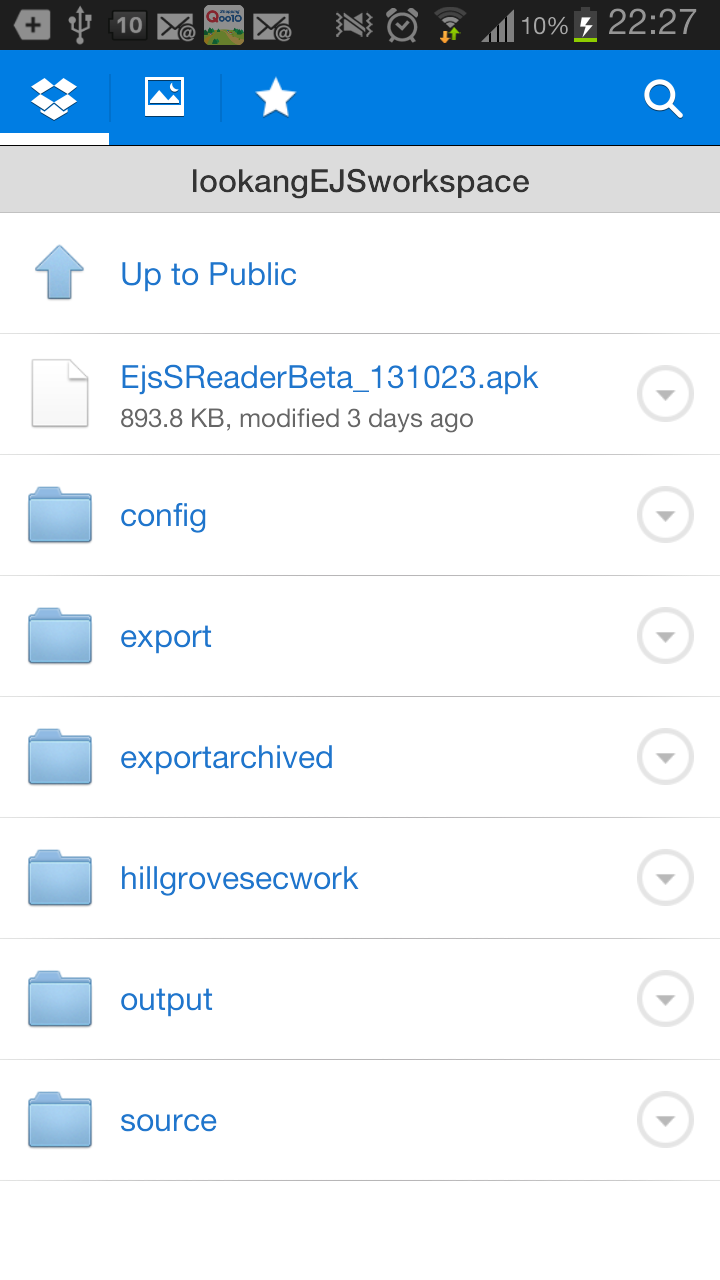 10
Qoo10
10%
22:27
lookangEJSworkspace
Up to Public
EjsSReaderBeta_131023.apk
893.8 KB, modified 3 days ago
config
export
exportarchived
hillgrovesecwork
output
source